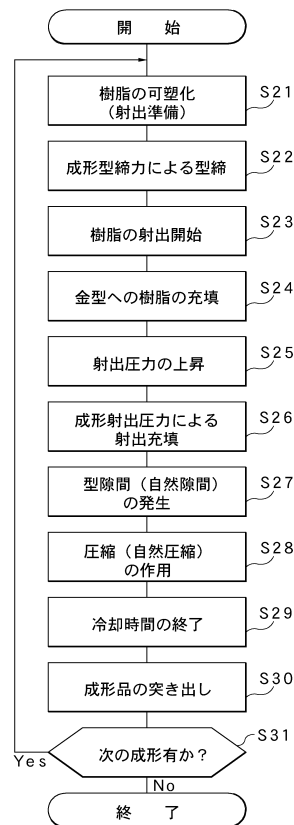 開　始
樹脂の可塑化
（射出準備）
S21
成形型締力による型締
S22
樹脂の射出開始
S23
金型への樹脂の充填
S24
射出圧力の上昇
S25
成形射出圧力による
射出充填
S26
型隙間（自然隙間）
の発生
S27
圧縮（自然圧縮）
の作用
S28
冷却時間の終了
S29
成形品の突き出し
S30
次の成形有か？
S31
Yes
No
終　了